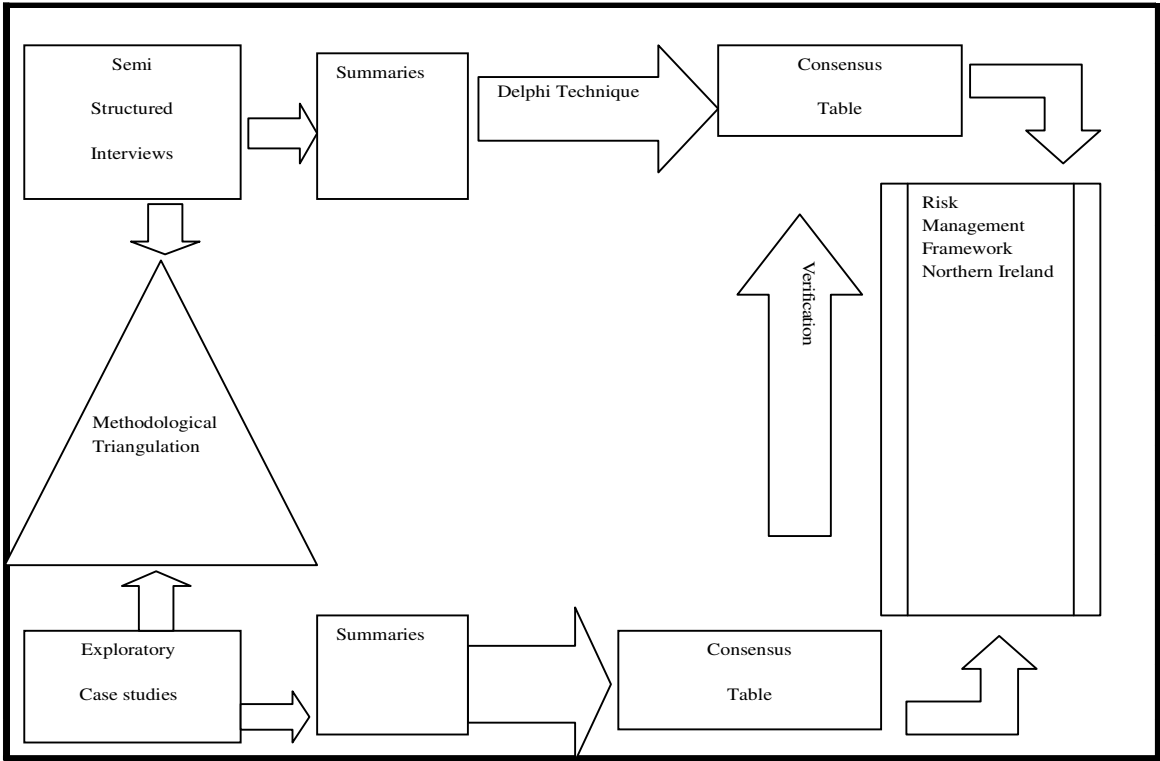 Semi
Structured
Interviews
Summaries
Delphi Technique
Consensus
Table
Risk
Management
Framework
Northern Ireland
Verification
Methodological
Triangulation
Exploratory
Case studies
Summaries
Consensus
Table